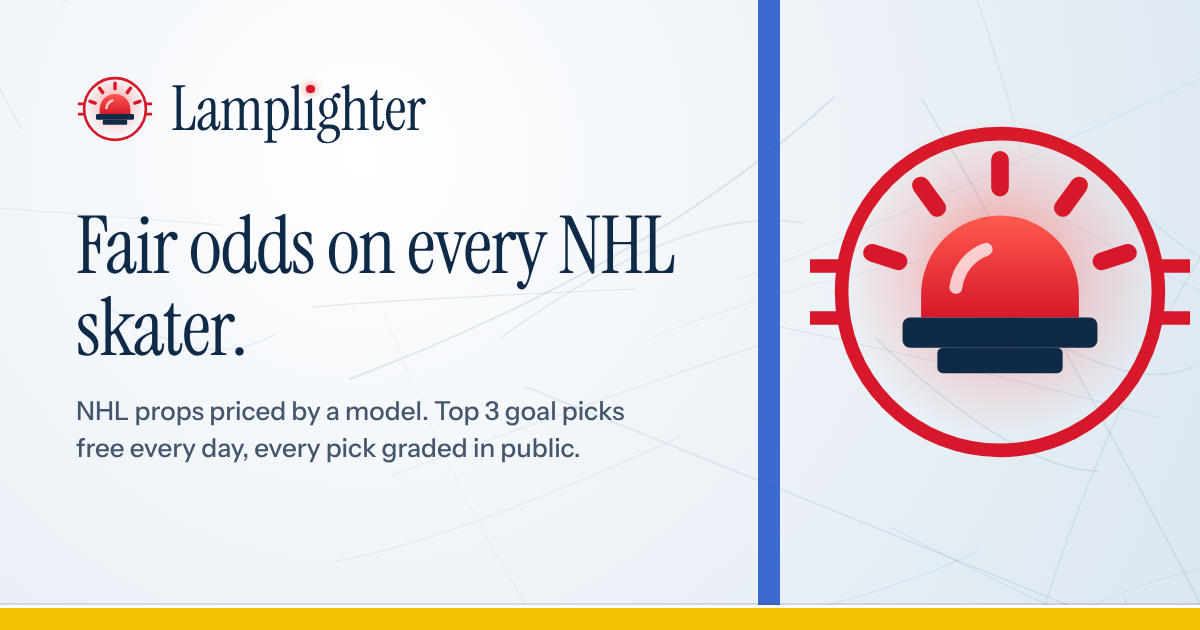 Lamplighter
Fair odds on every NHL
skater.
NHL props priced by a model. Top 3 goal picks
free every day, every pick graded in public.